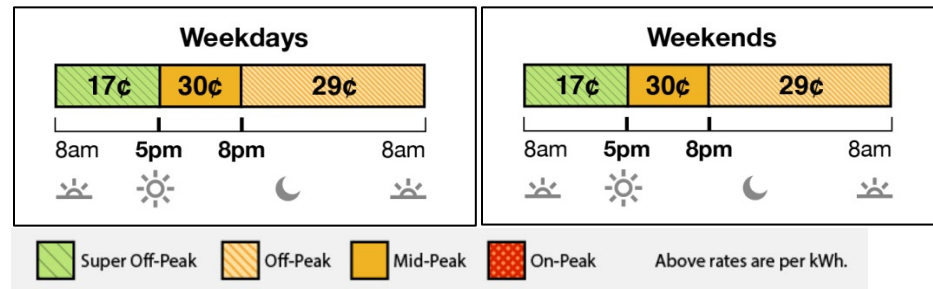 Weekdays
17¢ 30¢ 29¢
8am 5pm 8pm 8am
Weekends
17¢ 30¢ 29¢
8am 5pm 8pm 8am
Super Off-Peak Off-Peak Mid-Peak On-Peak Above rates are per kWh.